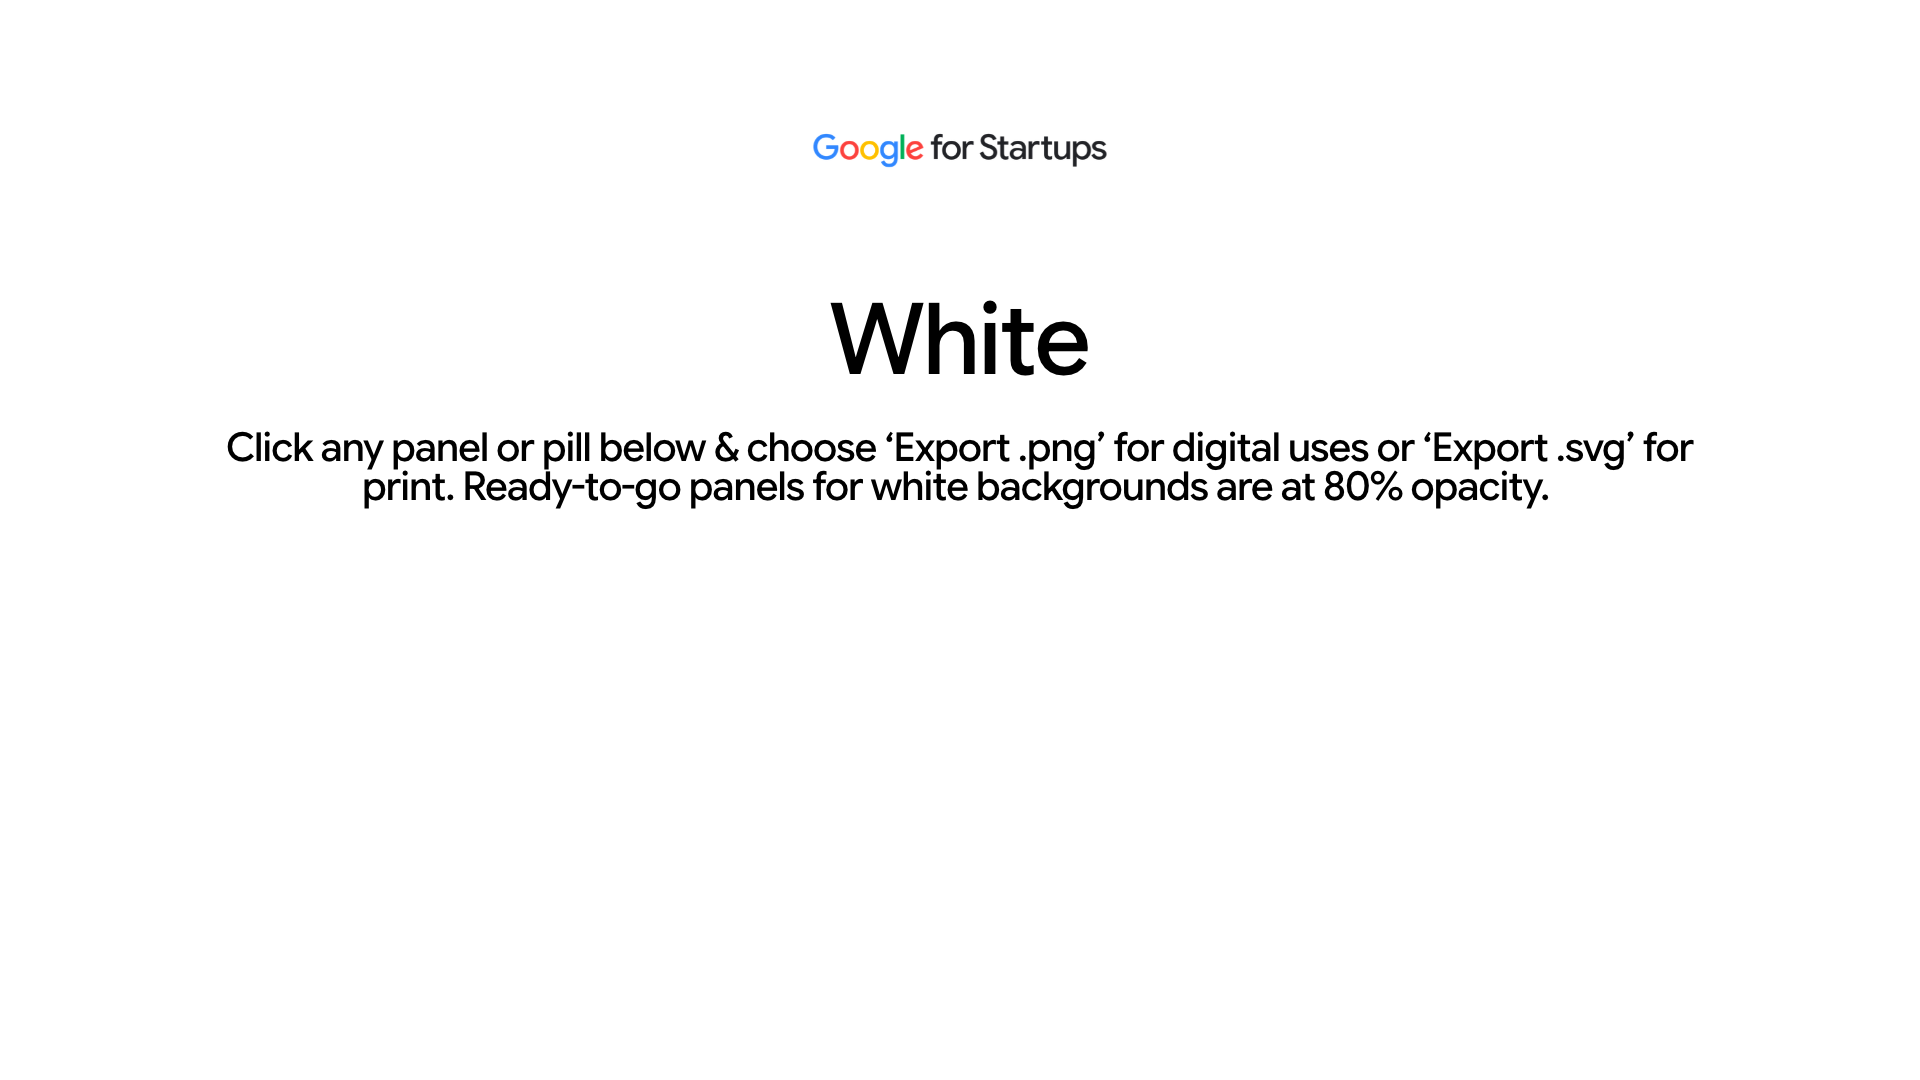 Google for Startups
White
Click any panel or pill below & choose ‘Export .png’ for digital uses or ‘Export .svg’ for
print. Ready-to-go panels for white backgrounds are at 80% opacity.